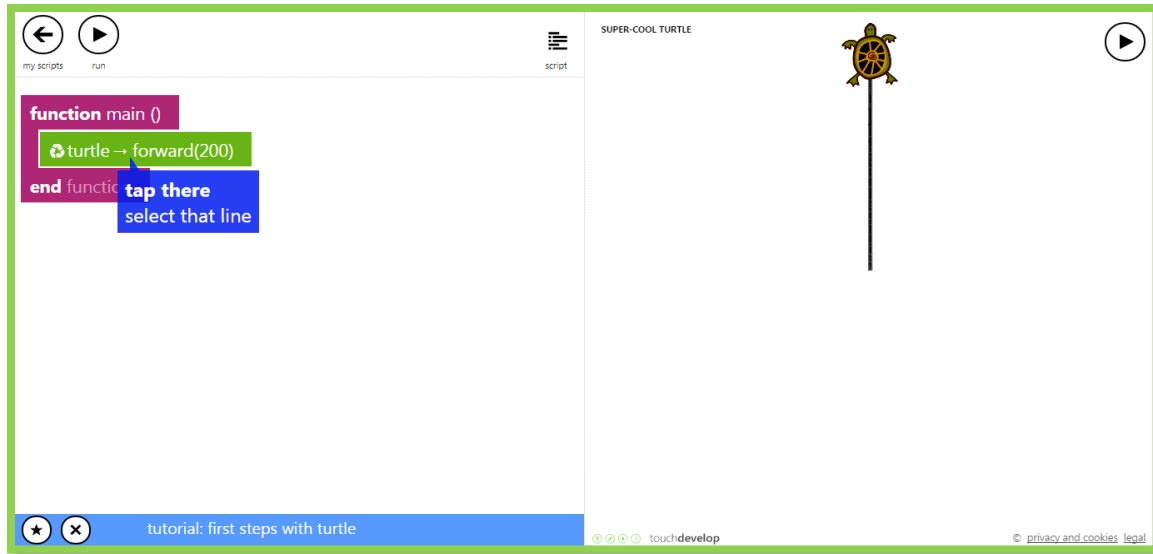 my scripts
run
script
function main ()
turtle → forward(200)
end functio
tap there
select that line
tutorial: first steps with turtle
SUPER-COOL TURTLE
touchdevelop
© privacy and cookies legal